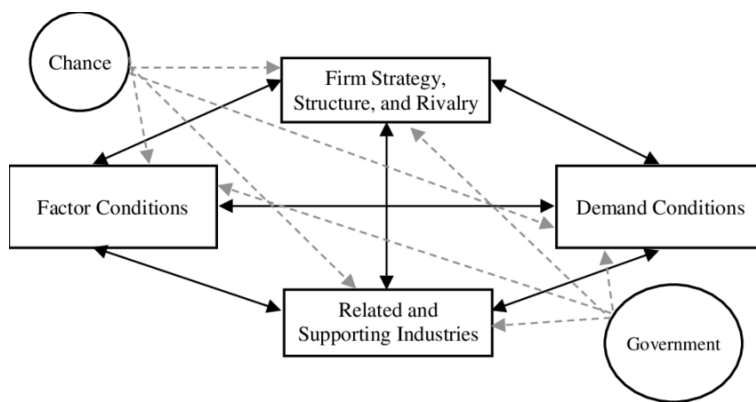 Chance
Firm Strategy,
Structure, and Rivalry
Factor Conditions
Demand Conditions
Related and
Supporting Industries
Government